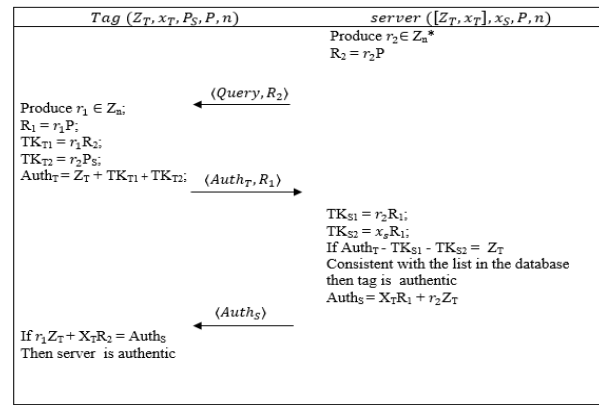 Tag (Z_T, x_T, P_S, P, n)
server ([Z_T, x_T], x_S, P, n)
Produce r₂∈ Z_n*
R₂ = r₂P
⟨Query, R₂⟩
Produce r₁ ∈ Z_n;
R₁ = r₁P;
TK_T1 = r₁R₂;
TK_T2 = r₂P_S;
Auth_T = Z_T + TK_T1 + TK_T2;
⟨Auth_T, R₁⟩
TK_S1 = r₂R₁;
TK_S2 = x_sR₁;
If Auth_T - TK_S1 - TK_S2 = Z_T
Consistent with the list in the database
then tag is authentic
Auth_S = X_TR₁ + r₂Z_T
⟨Auth_S⟩
If r₁Z_T + X_TR₂ = Auth_S
Then server is authentic